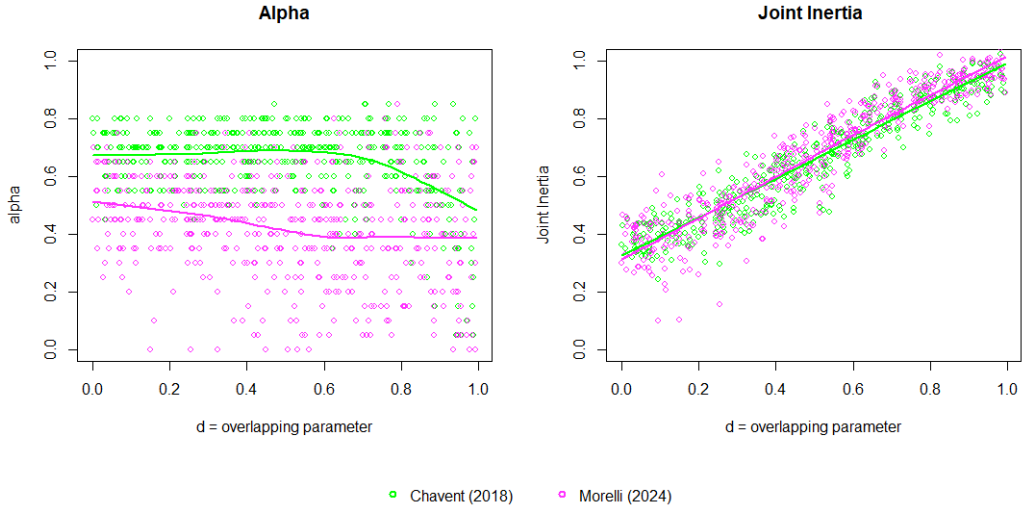 Alpha
Joint Inertia
alpha
1.0
0.8
0.6
0.4
0.2
0.0
0.0 0.2 0.4 0.6 0.8 1.0
d = overlapping parameter
Joint Inertia
1.0
0.8
0.6
0.4
0.2
0.0
0.0 0.2 0.4 0.6 0.8 1.0
d = overlapping parameter
Chavent (2018) Morelli (2024)